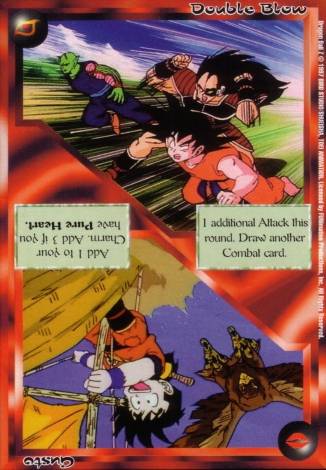 Double Blow
1 additional Attack this
round. Draw another
Combat card.
Add 1 to your
Charm. Add 3 if you
have Pure Heart.
Gusto